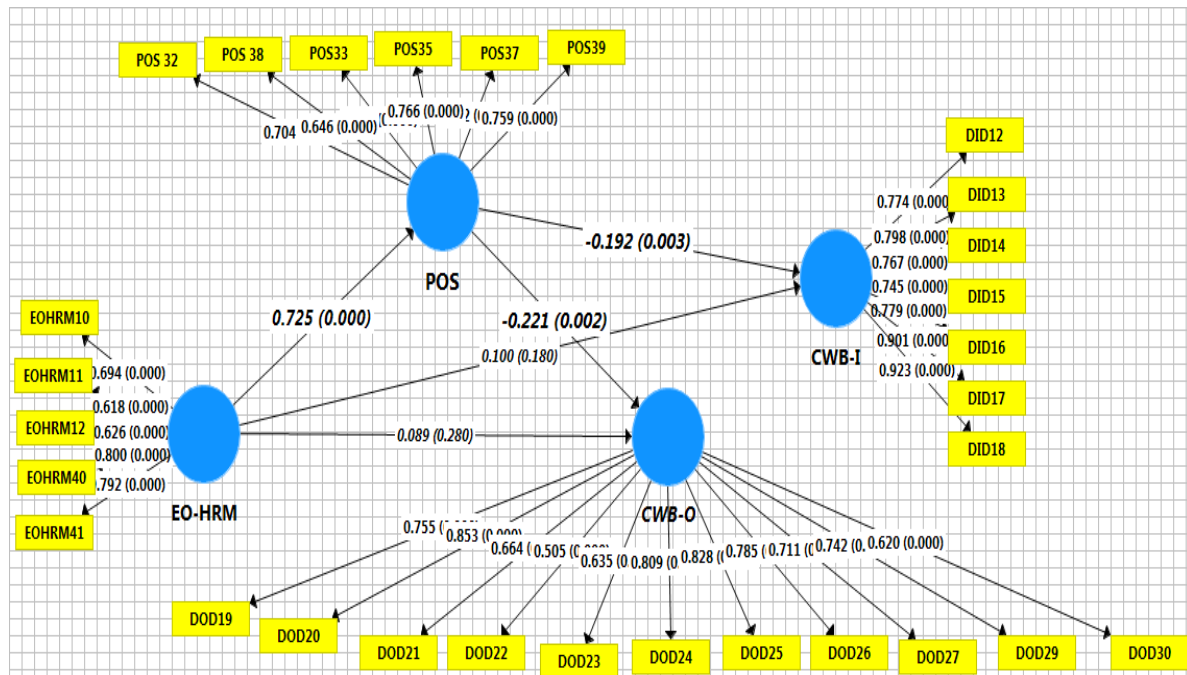 POS 32
POS 38
POS33
POS35
POS37
POS39
0.704
0.646 (0.000)
0.766 (0.000)
0.759 (0.000)
POS
DID12
DID13
DID14
DID15
DID16
DID17
DID18
0.774 (0.000
0.798 (0.000)
0.767 (0.000)
0.745 (0.000)
0.779 (0.000)
0.901 (0.000
0.923 (0.000)
CWB-I
-0.192 (0.003)
0.725 (0.000)
-0.221 (0.002)
0.100 (0.180)
0.089 (0.280)
EOHRM10
EOHRM11
EOHRM12
EOHRM40
EOHRM41
0.694 (0.000)
0.618 (0.000)
0.626 (0.000)
0.800 (0.000)
0.792 (0.000)
EO-HRM
CWB-O
0.755
0.853
0.664
0.505
0.635
0.809
0.828
0.785
0.711
0.742
0.620 (0.000)
DOD19
DOD20
DOD21
DOD22
DOD23
DOD24
DOD25
DOD26
DOD27
DOD29
DOD30